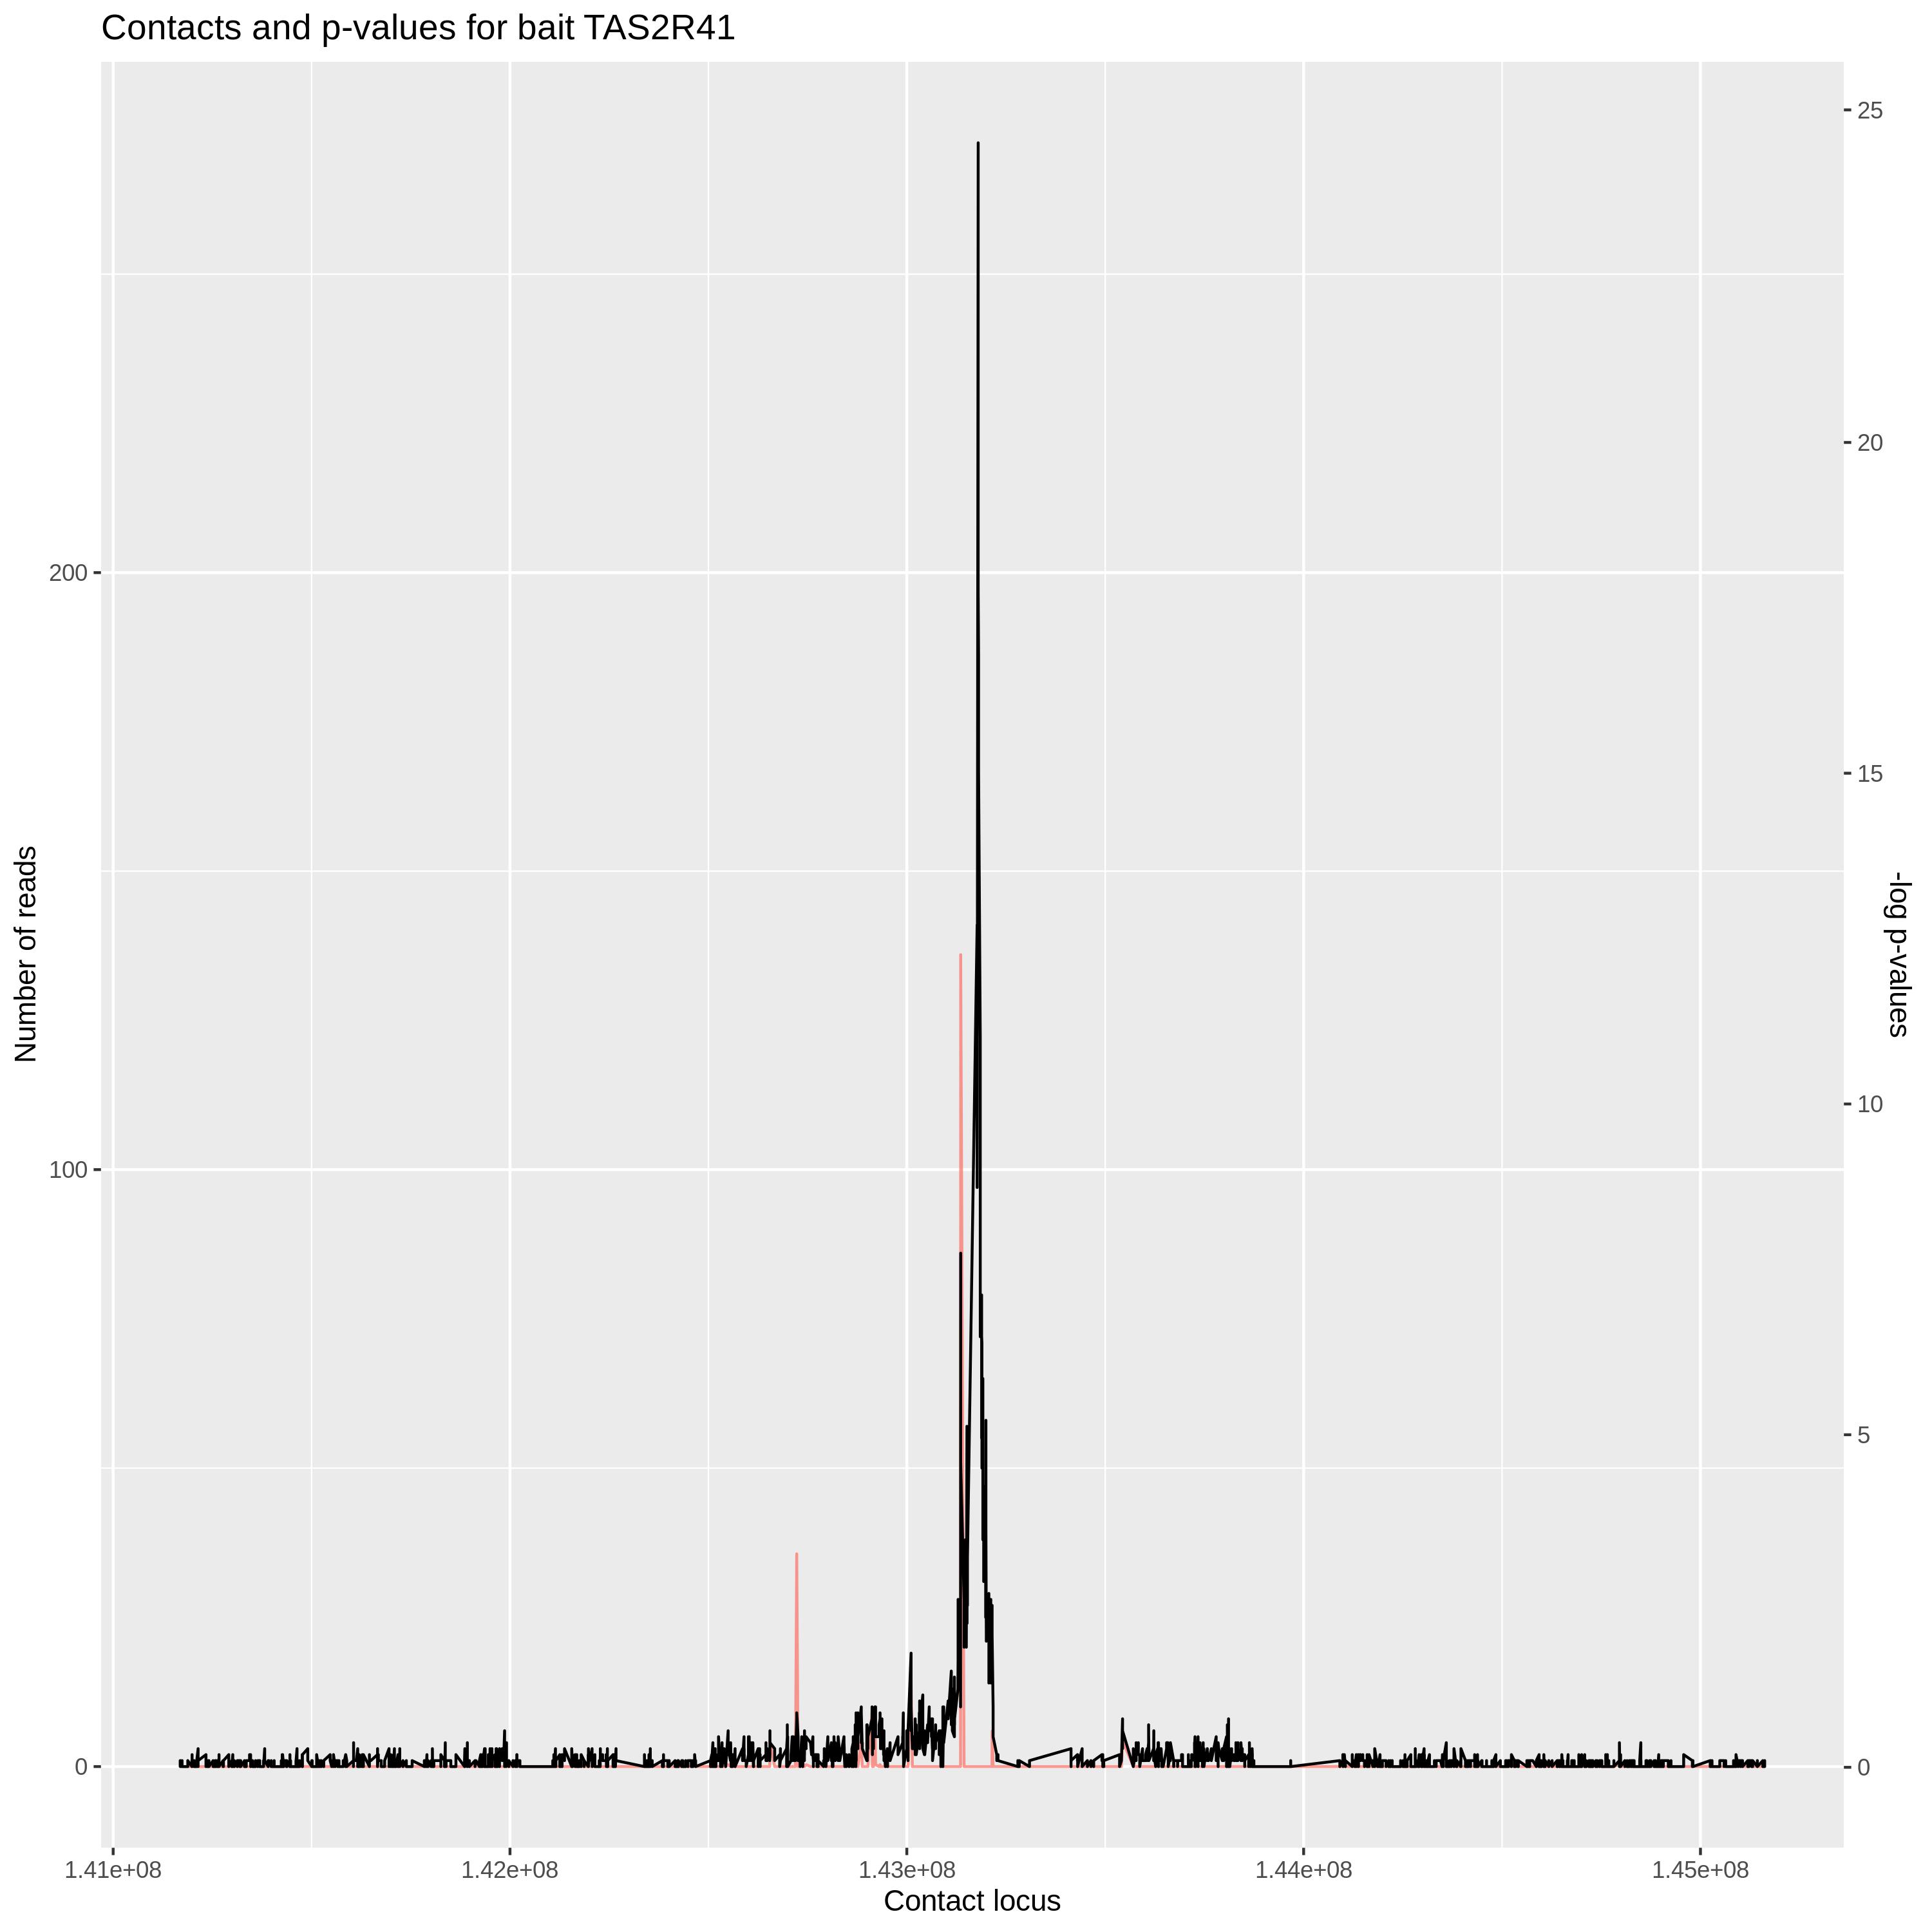 Contacts and p-values for bait TAS2R41
Number of reads
200
100
0
25
20
15
10
5
0
-log p-values
1.41e+08
1.42e+08
1.43e+08
1.44e+08
1.45e+08
Contact locus